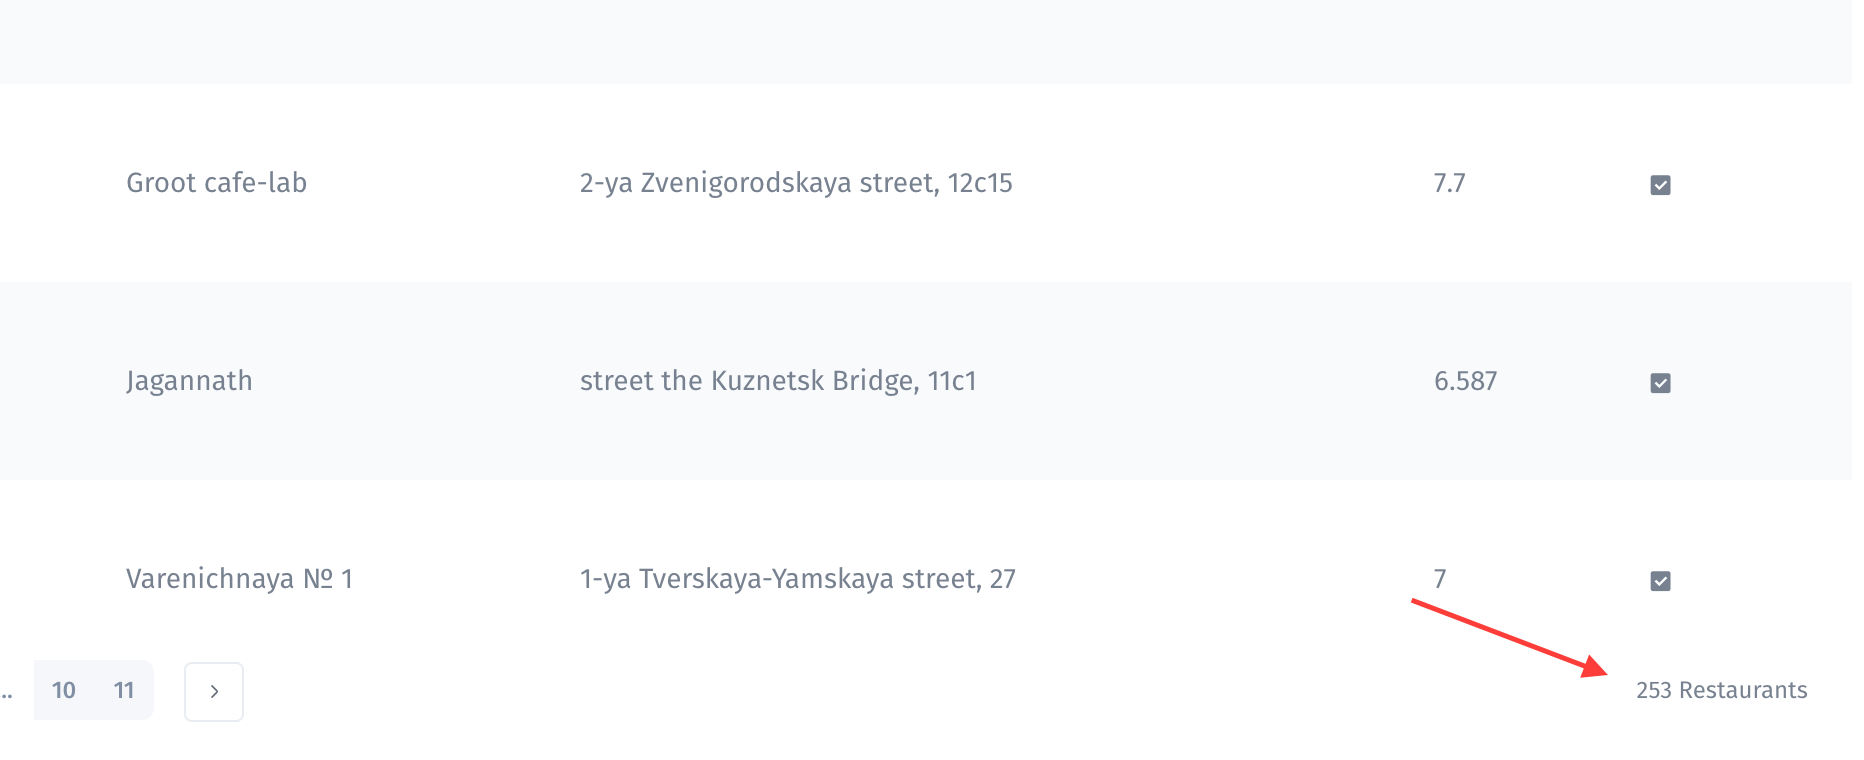 Groot cafe-lab 2-ya Zvenigorodskaya street, 12c15 7.7
Jagannath street the Kuznetsk Bridge, 11c1 6.587
Varenichnaya № 1 1-ya Tverskaya-Yamskaya street, 27 7
.. 10 11 > 253 Restaurants